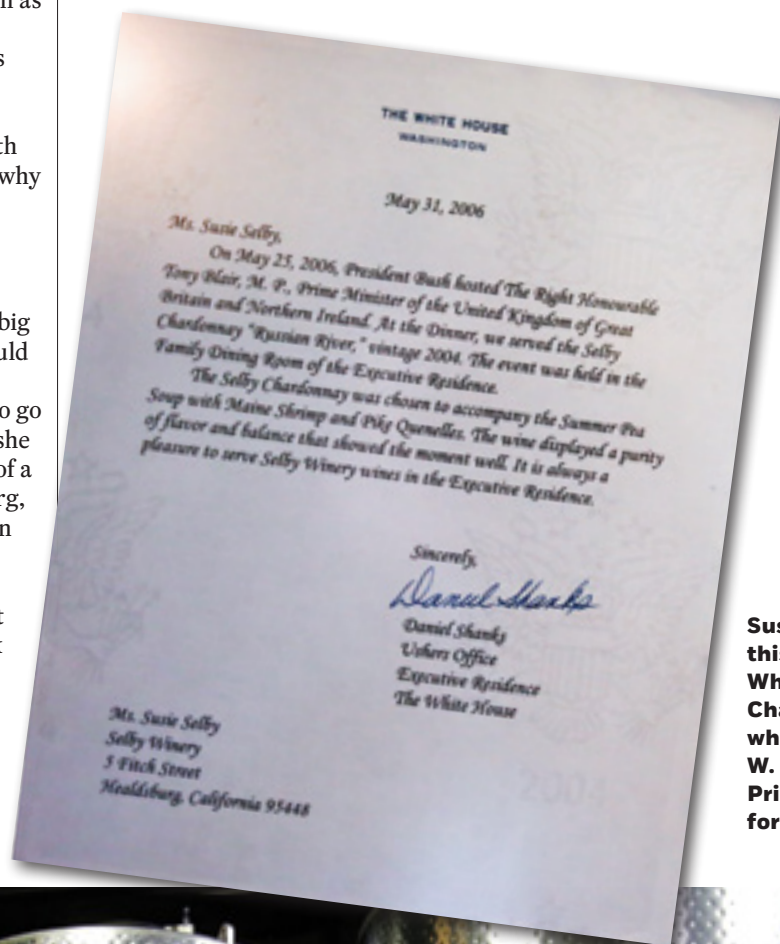 n as
s
th
why
big
uld
o go
she
of a
rg,
n
t
t
THE WHITE HOUSE
WASHINGTON
May 31, 2006
Ms. Susie Selby,
On May 25, 2006, President Bush hosted The Right Honourable
Tony Blair, M. P., Prime Minister of the United Kingdom of Great
Britain and Northern Ireland. At the Dinner, we served the Selby
Chardonnay "Russian River," vintage 2004. The event was held in the
Family Dining Room of the Executive Residence.
The Selby Chardonnay was chosen to accompany the Summer Pea
Soup with Maine Shrimp and Pike Quenelles. The wine displayed a purity
of flavor and balance that showed the moment well. It is always a
pleasure to serve Selby Winery wines in the Executive Residence.
Sincerely,
Daniel Shanks
Daniel Shanks
Ushers Office
Executive Residence
The White House
Ms. Susie Selby
Selby Winery
5 Fitch Street
Healdsburg, California 95448
2004
Sus
this
Wh
Cha
wh
W.
Pri
for